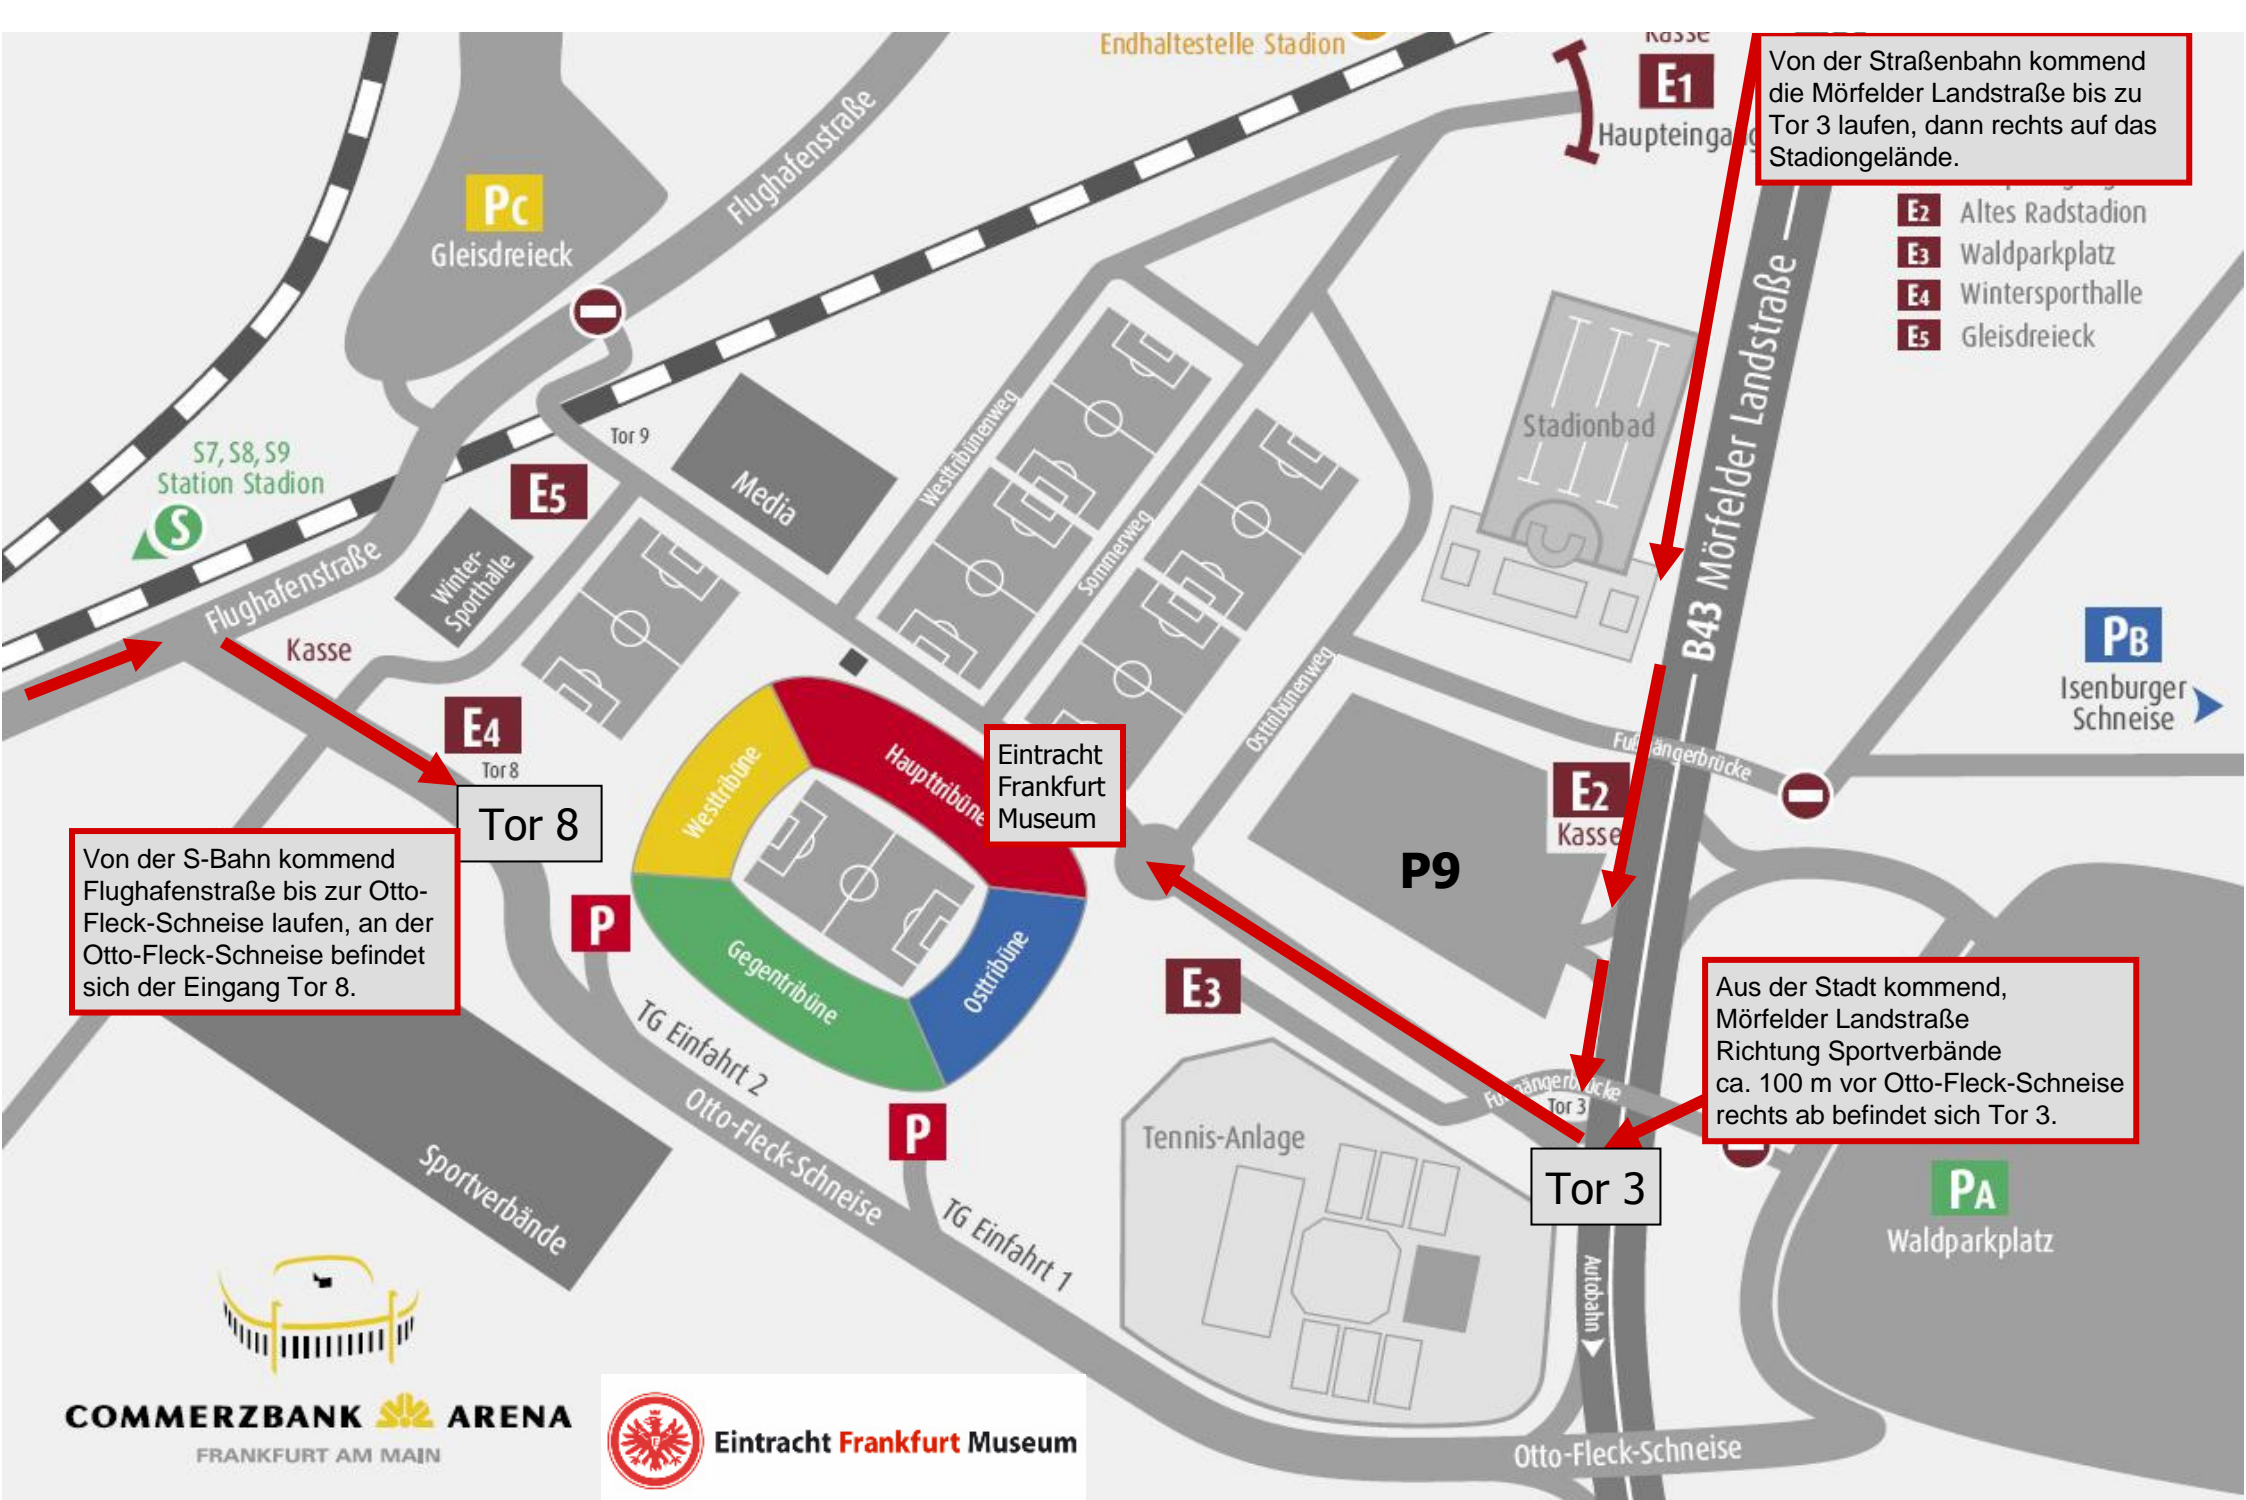 Endhaltestelle Stadion
Kasse
E1
Haupteingang
Von der Straßenbahn kommend
die Mörfelder Landstraße bis zu
Tor 3 laufen, dann rechts auf das
Stadiongelände.
E2 Altes Radstadion
E3 Waldparkplatz
E4 Wintersporthalle
E5 Gleisdreieck
Pc
Gleisdreieck
Flughafenstraße
S7, S8, S9
Station Stadion
S
Tor 9
E5
Media
Westtribünenweg
Sommerweg
Osttribünenweg
Stadionbad
B43 Mörfelder Landstraße
PB
Isenburger
Schneise
Flughafenstraße
Winter-
Sporthalle
Kasse
E4
Tor 8
Tor 8
Von der S-Bahn kommend
Flughafenstraße bis zur Otto-
Fleck-Schneise laufen, an der
Otto-Fleck-Schneise befindet
sich der Eingang Tor 8.
Westtribüne
Haupttribüne
Gegentribüne
Osttribüne
Eintracht
Frankfurt
Museum
Fußgängerbrücke
E2
Kasse
P9
E3
P
TG Einfahrt 2
P
TG Einfahrt 1
Otto-Fleck-Schneise
Sportverbände
Tennis-Anlage
Fußgängerbrücke
Tor 3
Tor 3
Aus der Stadt kommend,
Mörfelder Landstraße
Richtung Sportverbände
ca. 100 m vor Otto-Fleck-Schneise
rechts ab befindet sich Tor 3.
PA
Waldparkplatz
Autobahn
Otto-Fleck-Schneise
COMMERZBANK ARENA
FRANKFURT AM MAIN
Eintracht Frankfurt Museum